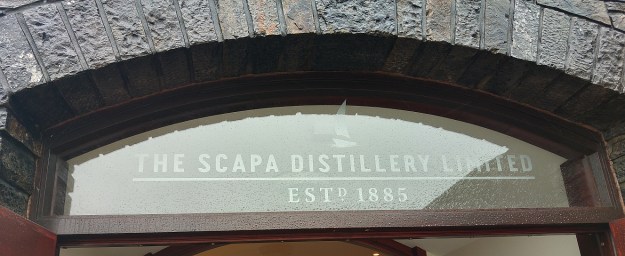 THE SCAPA DISTILLERY LIMITED
ESTᴰ 1885